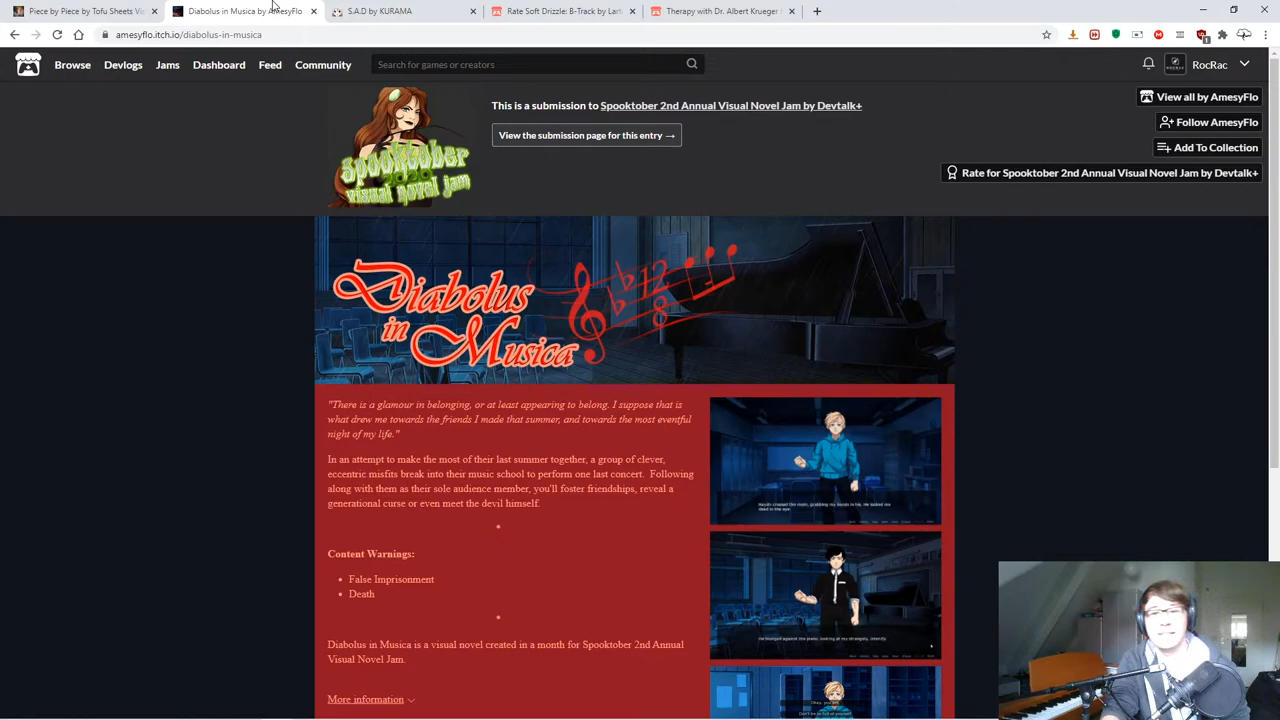 Piece by Piece by Tofu Sheets Vis
Diabolus in Musica by AmesyFlo
S.A.D by KURAMA
Rate Soft Delirium: B-Track by Lart
Therapy with Dr. Albert Krueger
amesyflo.itch.io/diabolus-in-music
Browse Devlogs Jams Dashboard Feed Community
Search for games or creators
RocRac
Spooktober
2020
visual novel jam
This is a submission to Spooktober 2nd Annual Visual Novel Jam by Devtalk+
View the submission page for this entry →
View all by AmesyFlo
Follow AmesyFlo
Add To Collection
Rate for Spooktober 2nd Annual Visual Novel Jam by Devtalk+
Diabolus
in
Musica
"There is a glamour in belonging, or at least appearing to belong. I suppose that is
what drew me towards the friends I made that summer, and towards the most eventful
night of my life."
In an attempt to make the most of their last summer together, a group of clever,
eccentric misfits break into their music school to perform one last concert. Following
along with them as their sole audience member, you'll foster friendships, reveal a
generational curse or even meet the devil himself.
*
Content Warnings:
• False Imprisonment
• Death
*
Diabolus in Musica is a visual novel created in a month for Spooktober 2nd Annual
Visual Novel Jam.
More information